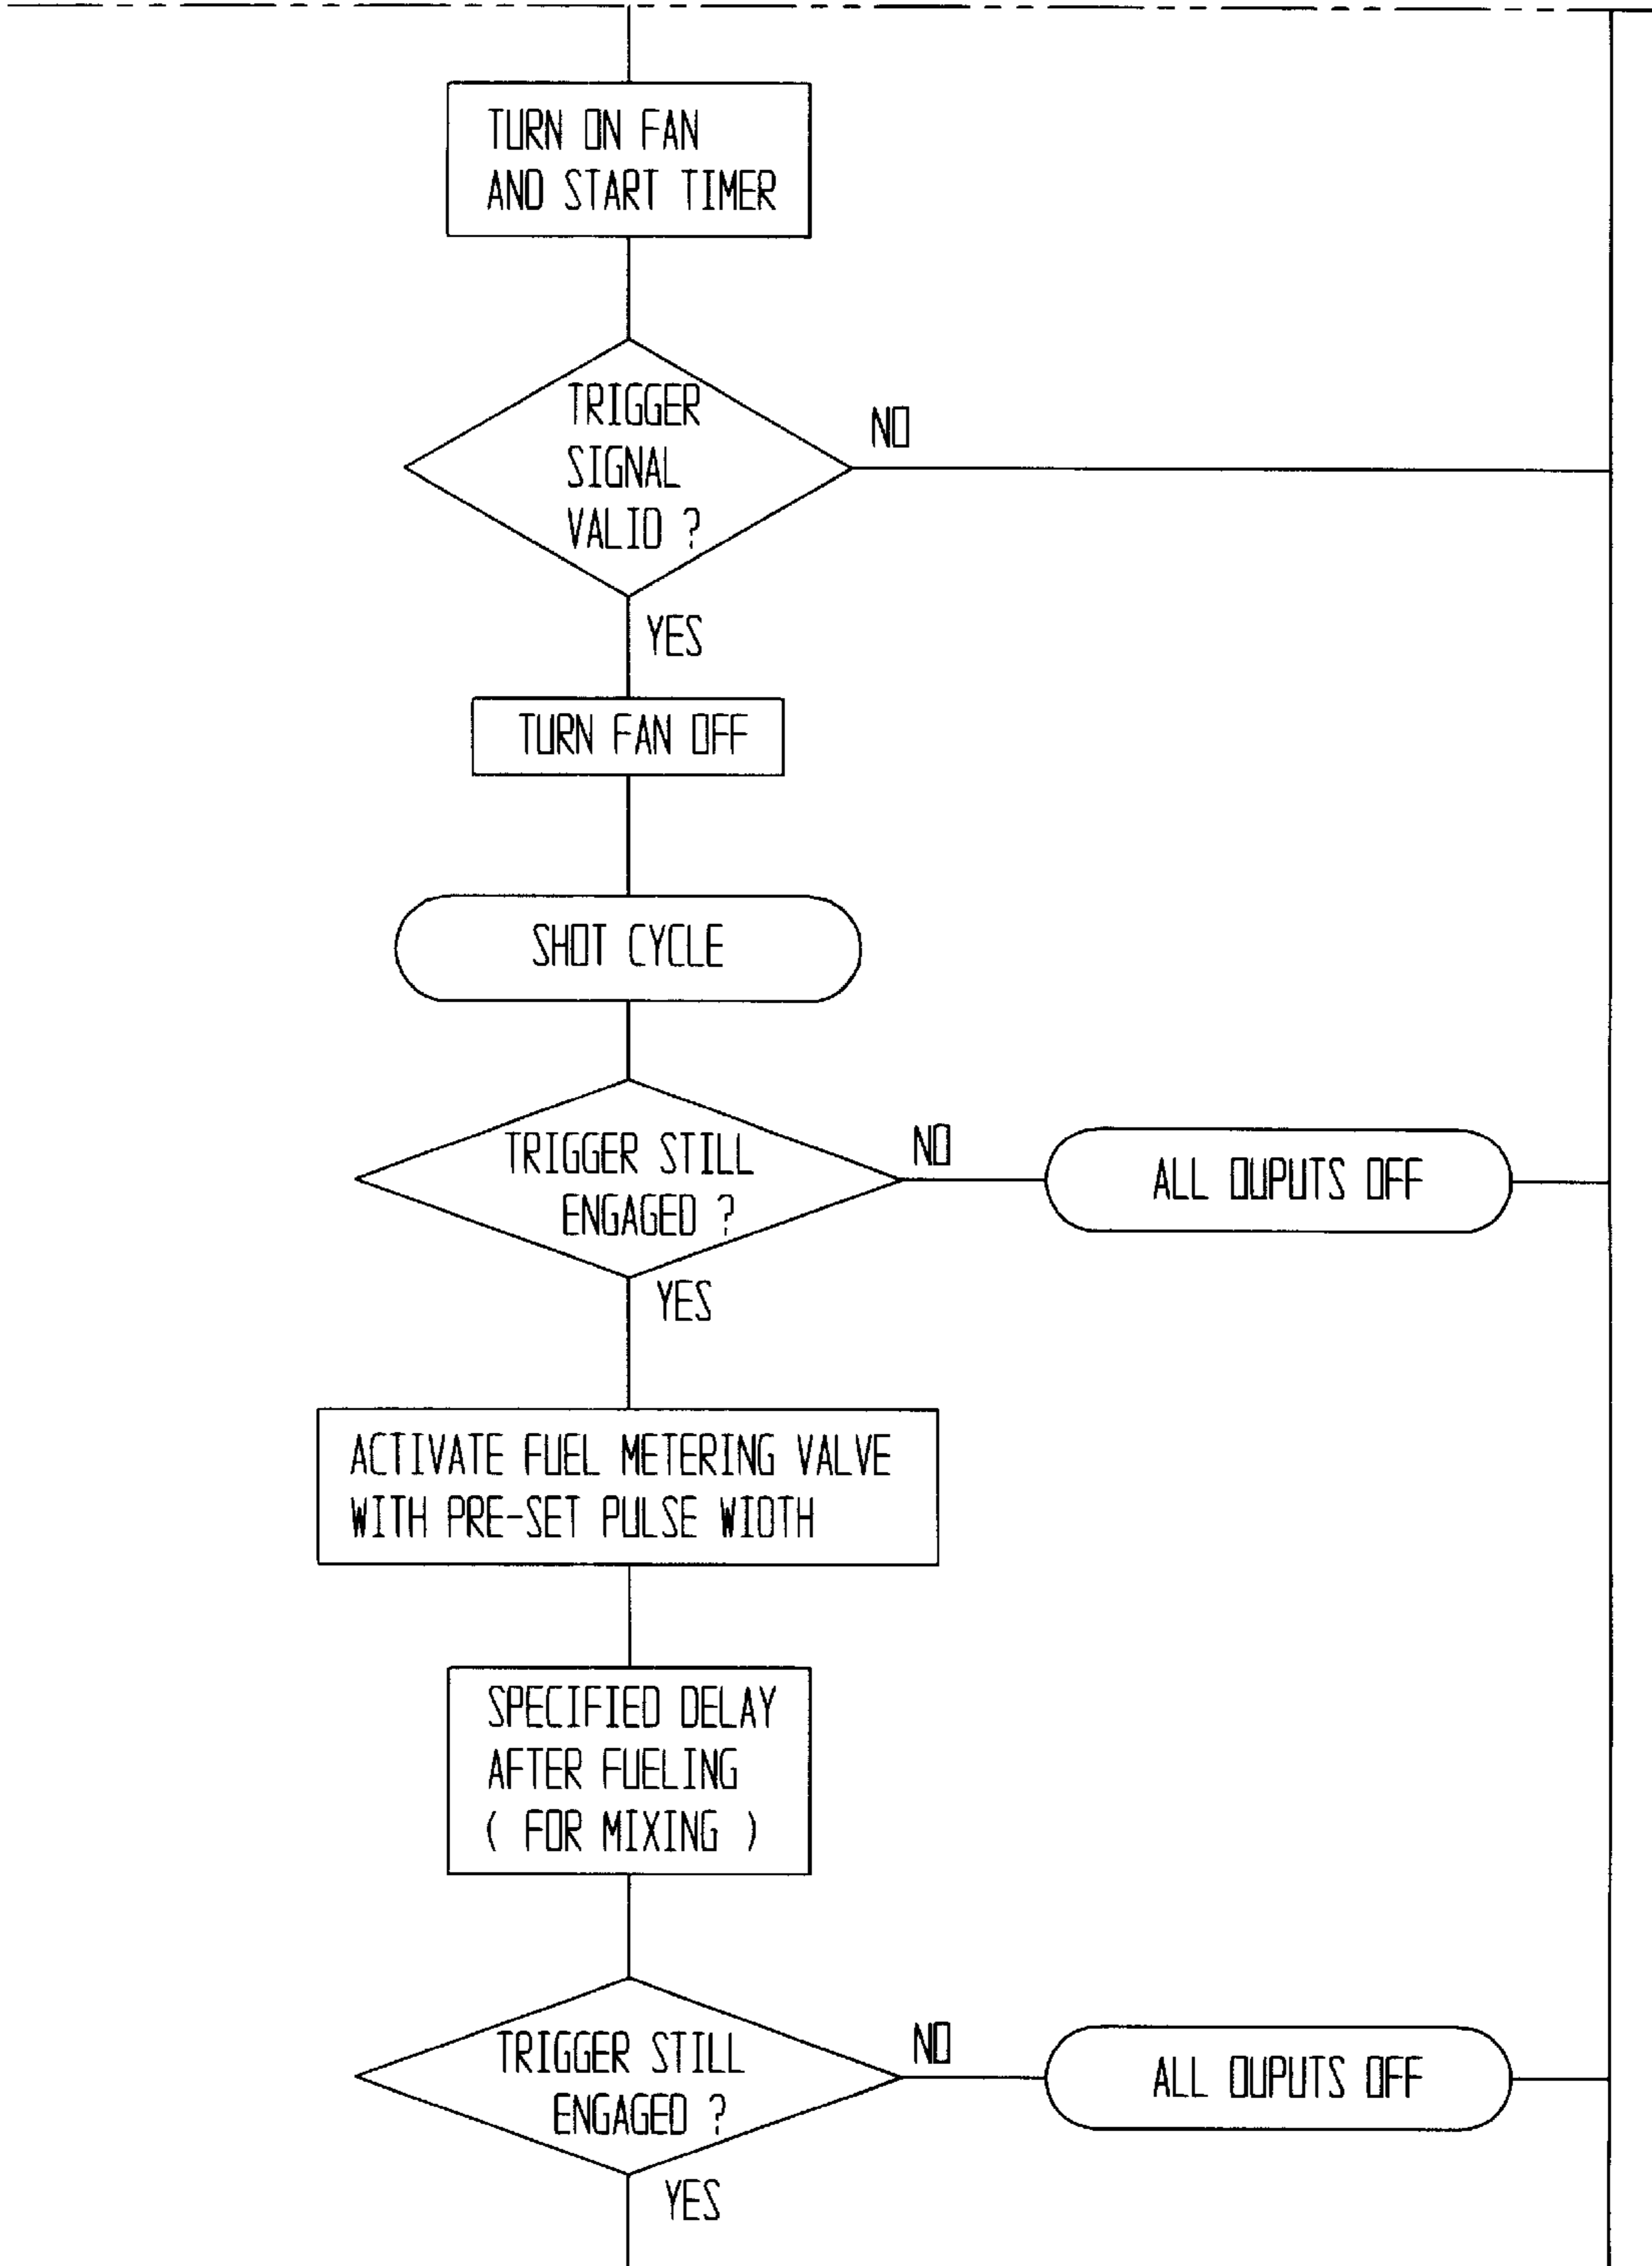 TURN ON FAN
AND START TIMER
TRIGGER
SIGNAL
VALID ?
NO
YES
TURN FAN OFF
SHOT CYCLE
TRIGGER STILL
ENGAGED ?
NO
ALL OUPUTS OFF
YES
ACTIVATE FUEL METERING VALVE
WITH PRE-SET PULSE WIDTH
SPECIFIED DELAY
AFTER FUELING
( FOR MIXING )
TRIGGER STILL
ENGAGED ?
NO
ALL OUPUTS OFF
YES